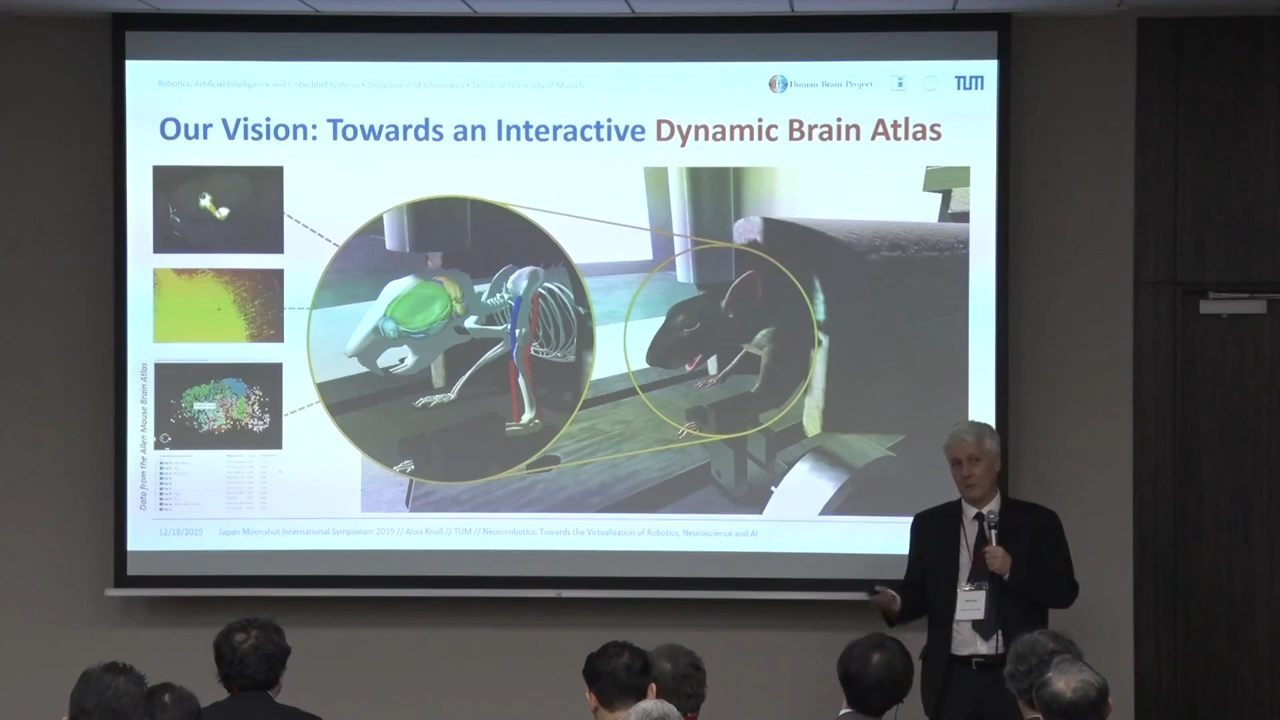 Robotics, Artificial Intelligence and Embedded Systems • Department of Informatics • Technical University of Munich
Human Brain Project
TUM
Our Vision: Towards an Interactive Dynamic Brain Atlas
Data from the Allen Mouse Brain Atlas
12/18/2019
Japan Moonshot International Symposium 2019 // Alois Knoll // TUM // Neurorobotics: Towards the Virtualization of Robotics, Neuroscience and AI